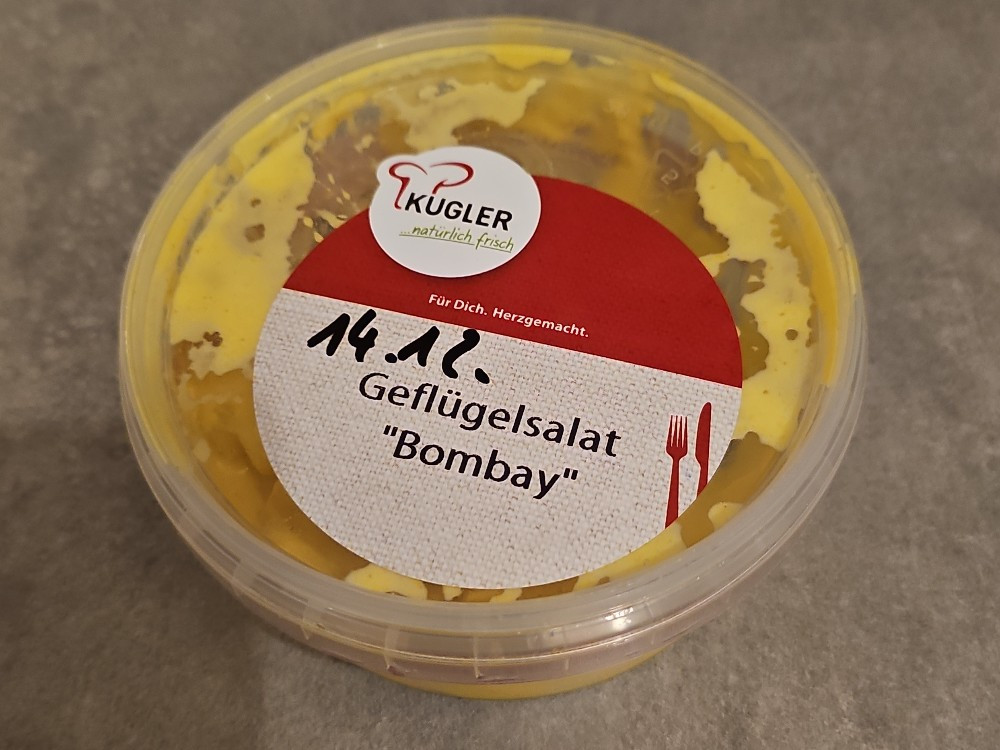 KUGLER
...natürlich frisch
Für Dich. Herzgemacht.
14.12.
Geflügelsalat
"Bombay"